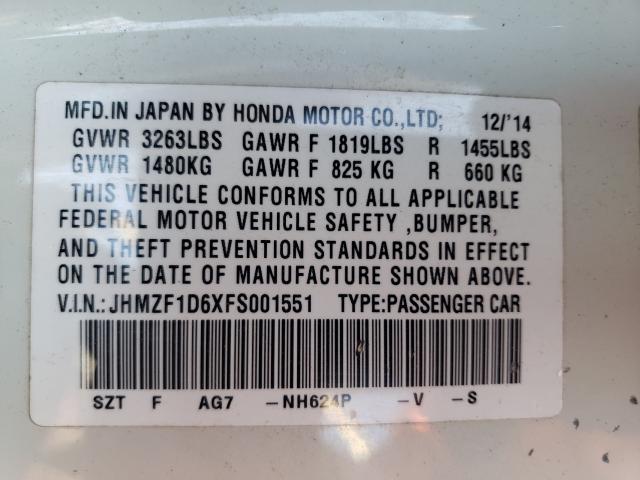 MFD.IN JAPAN BY HONDA MOTOR CO.,LTD; 12/'14
GVWR 3263LBS GAWR F 1819LBS R 1455LBS
GVWR 1480KG GAWR F 825 KG R 660 KG
THIS VEHICLE CONFORMS TO ALL APPLICABLE
FEDERAL MOTOR VEHICLE SAFETY ,BUMPER,
AND THEFT PREVENTION STANDARDS IN EFFECT
ON THE DATE OF MANUFACTURE SHOWN ABOVE.
V.I.N.: JHMZF1D6XFS001551 TYPE:PASSENGER CAR
SZT F AG7 -NH624P -V -S